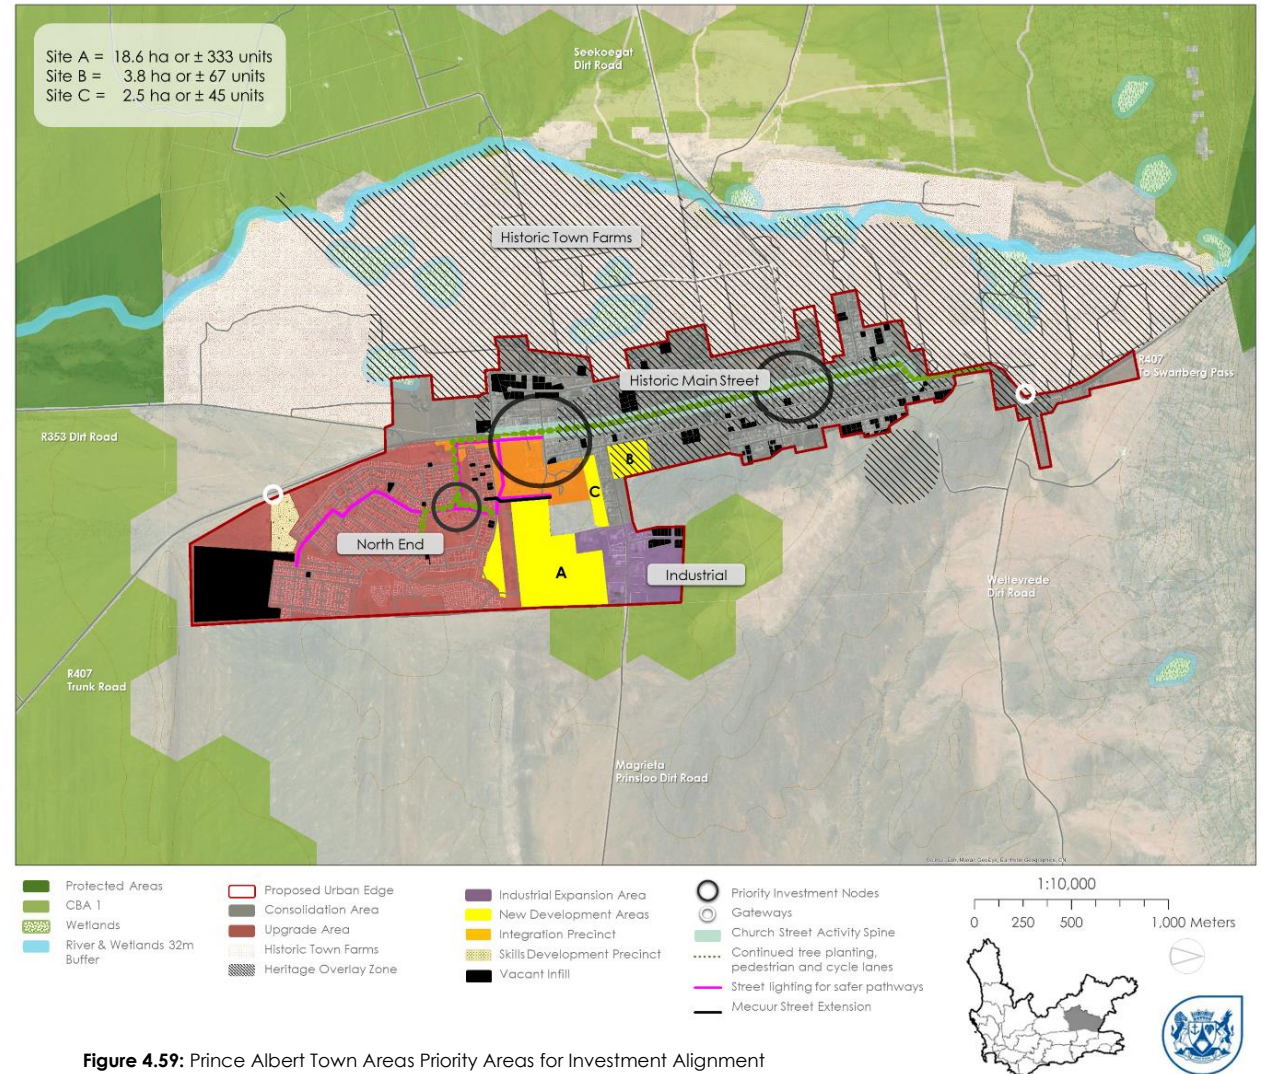 Site A = 18.6 ha or ± 333 units
Site B = 3.8 ha or ± 67 units
Site C = 2.5 ha or ± 45 units
Seekoegat
Dirt Road
Historic Town Farms
Historic Main Street
R407
To Swartberg Pass
R353 Dirt Road
B
C
North End
A
Industrial
Weltevrede
Dirt Road
R407
Trunk Road
Magrieta
Prinsloo Dirt Road
Protected Areas
CBA 1
Wetlands
River & Wetlands 32m
Buffer
Proposed Urban Edge
Consolidation Area
Upgrade Area
Historic Town Farms
Heritage Overlay Zone
Industrial Expansion Area
New Development Areas
Integration Precinct
Skills Development Precinct
Vacant Infill
Priority Investment Nodes
Gateways
Church Street Activity Spine
Continued tree planting,
pedestrian and cycle lanes
Street lighting for safer pathways
Mecuur Street Extension
1:10,000
0 250 500 1,000 Meters
Figure 4.59: Prince Albert Town Areas Priority Areas for Investment Alignment